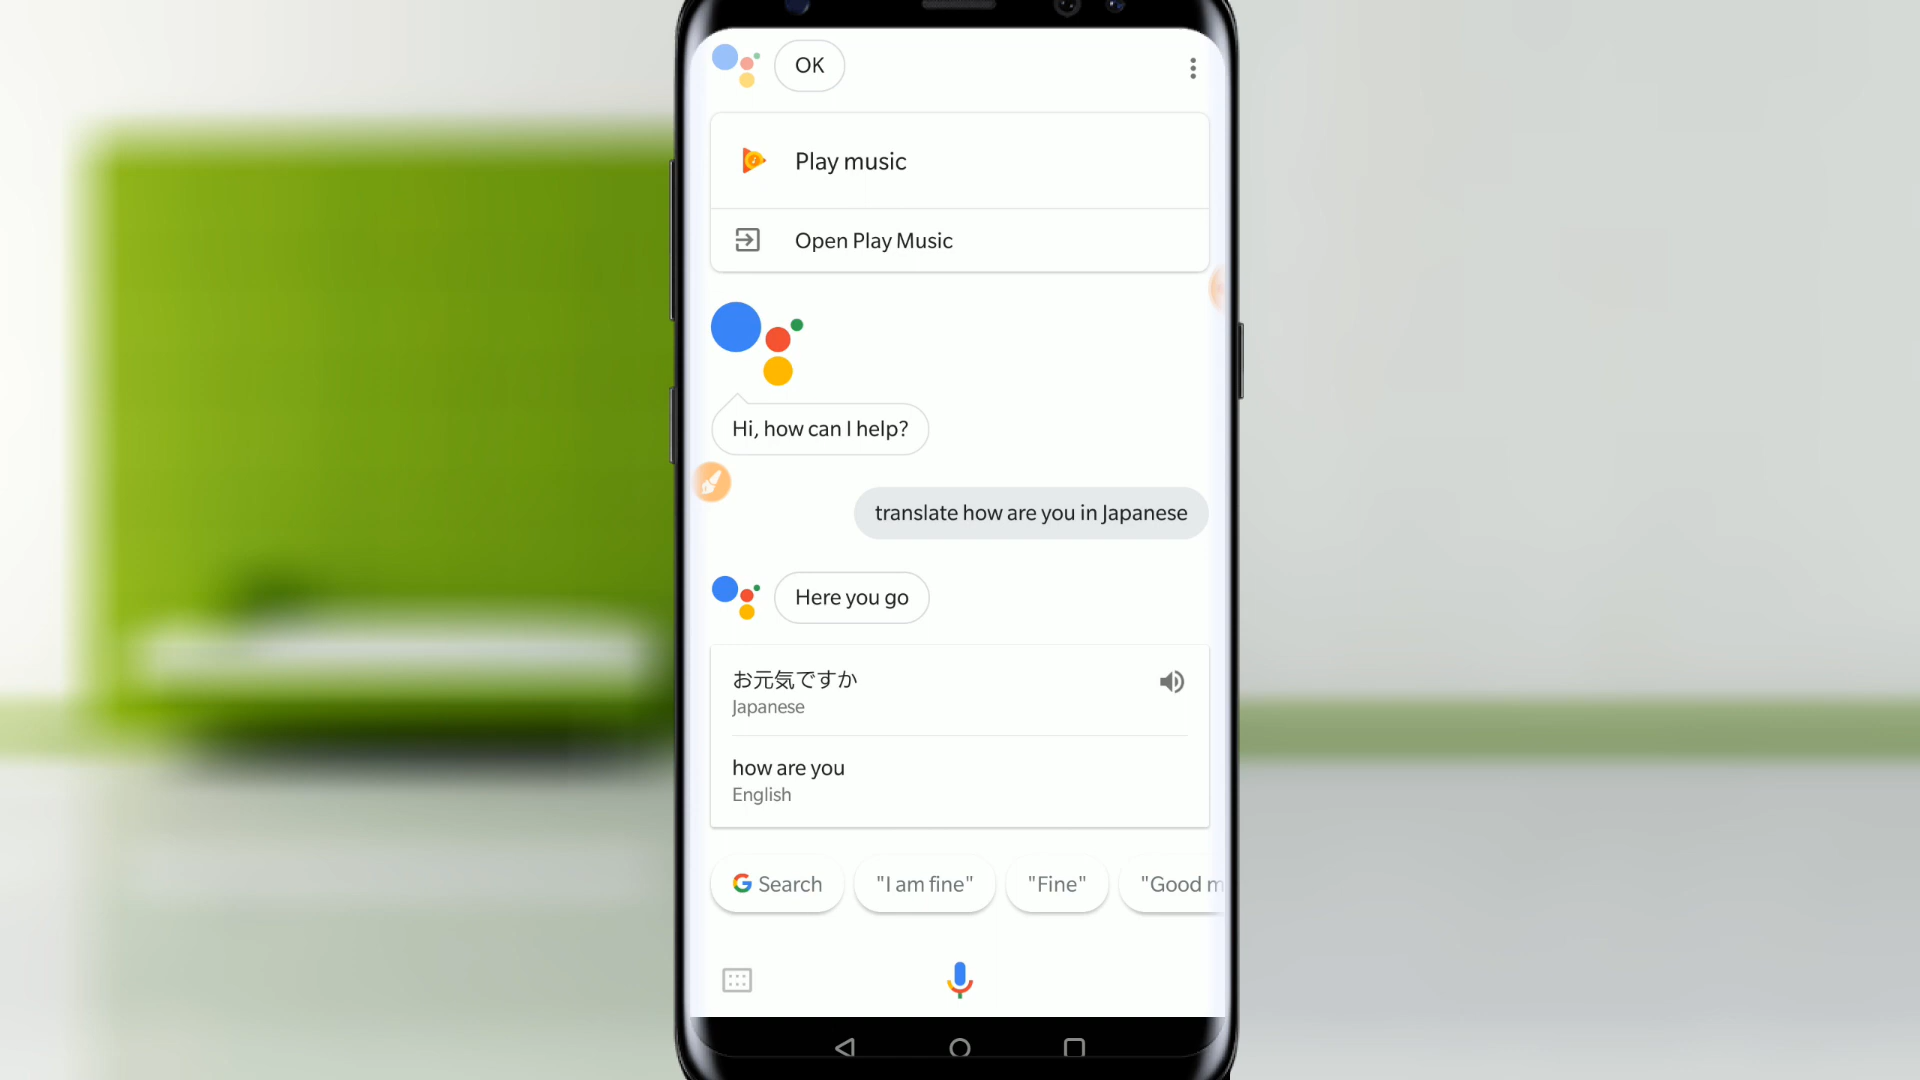 OK
Play music
Open Play Music
Hi, how can I help?
translate how are you in Japanese
Here you go
お元気ですか
Japanese
how are you
English
Search "I am fine" "Fine" "Good m